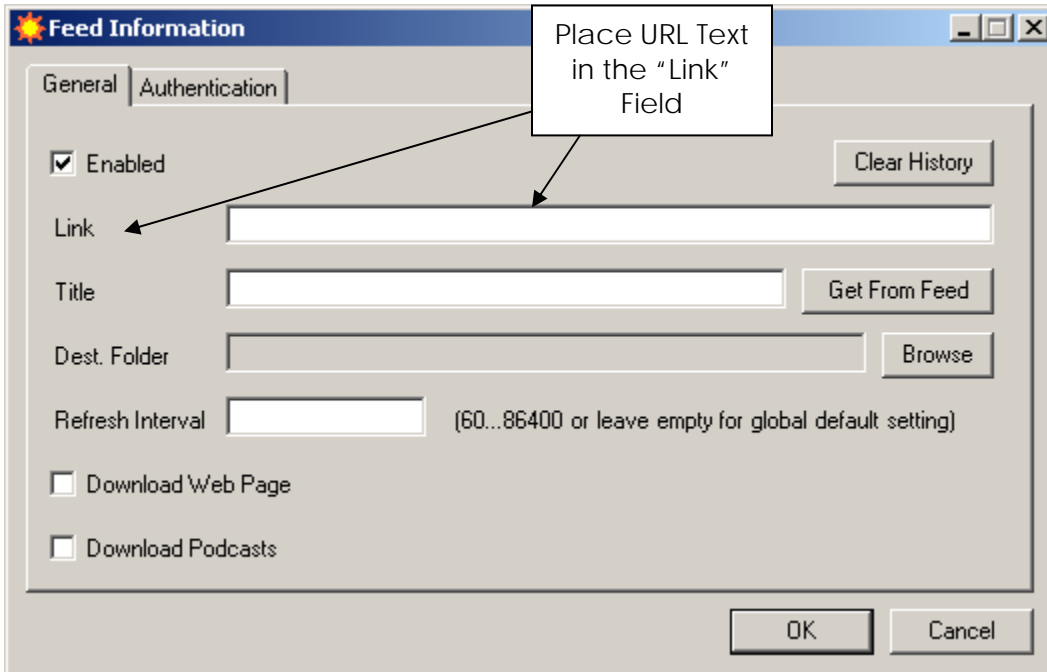 Feed Information
Place URL Text
in the “Link”
Field
General
Authentication
Enabled
Clear History
Link
Title
Get From Feed
Dest. Folder
Browse
Refresh Interval
(60...86400 or leave empty for global default setting)
Download Web Page
Download Podcasts
OK
Cancel